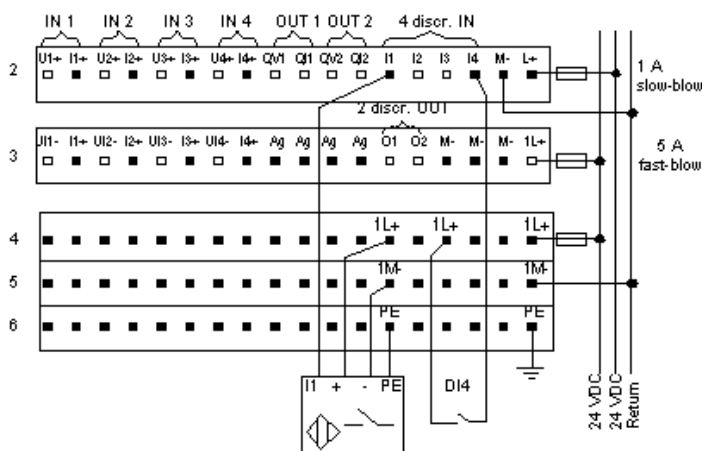 IN 1 IN 2 IN 3 IN 4 OUT 1 OUT 2 4 discr. IN
U1+ I1+ U2+ I2+ U3+ I3+ U4+ I4+ QV1 QI1 QV2 QI2 I1 I2 I3 I4 M- L+
2
1 A
slow-blow
2 discr. OUT
UI1- I1+ UI2- I2+ UI3- I3+ UI4- I4+ Ag Ag Ag Ag O1 O2 M- M- M- 1L+
3
5 A
fast-blow
4 1L+ 1L+ 1L+
5 1M- 1M-
6 PE PE
I1 + - PE DI4
24 VDC
24 VDC
Return